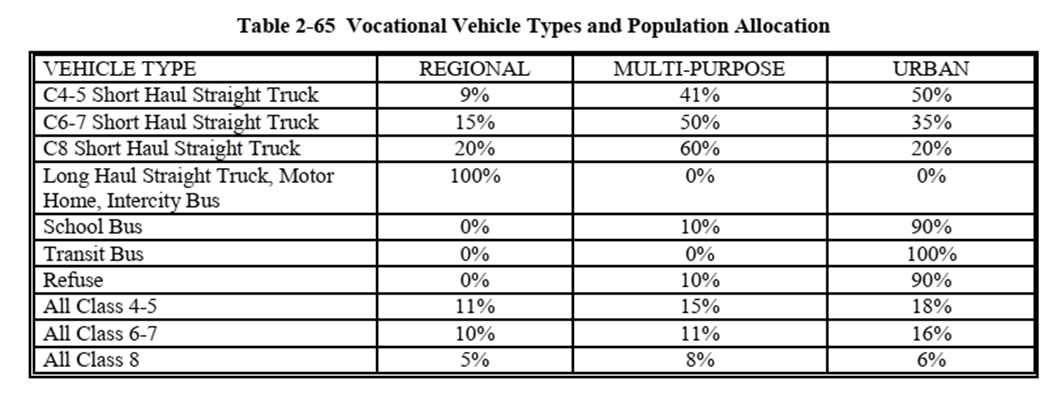 Table 2-65 Vocational Vehicle Types and Population Allocation
VEHICLE TYPE REGIONAL MULTI-PURPOSE URBAN
C4-5 Short Haul Straight Truck 9% 41% 50%
C6-7 Short Haul Straight Truck 15% 50% 35%
C8 Short Haul Straight Truck 20% 60% 20%
Long Haul Straight Truck, Motor 100% 0% 0%
Home, Intercity Bus
School Bus 0% 10% 90%
Transit Bus 0% 0% 100%
Refuse 0% 10% 90%
All Class 4-5 11% 15% 18%
All Class 6-7 10% 11% 16%
All Class 8 5% 8% 6%